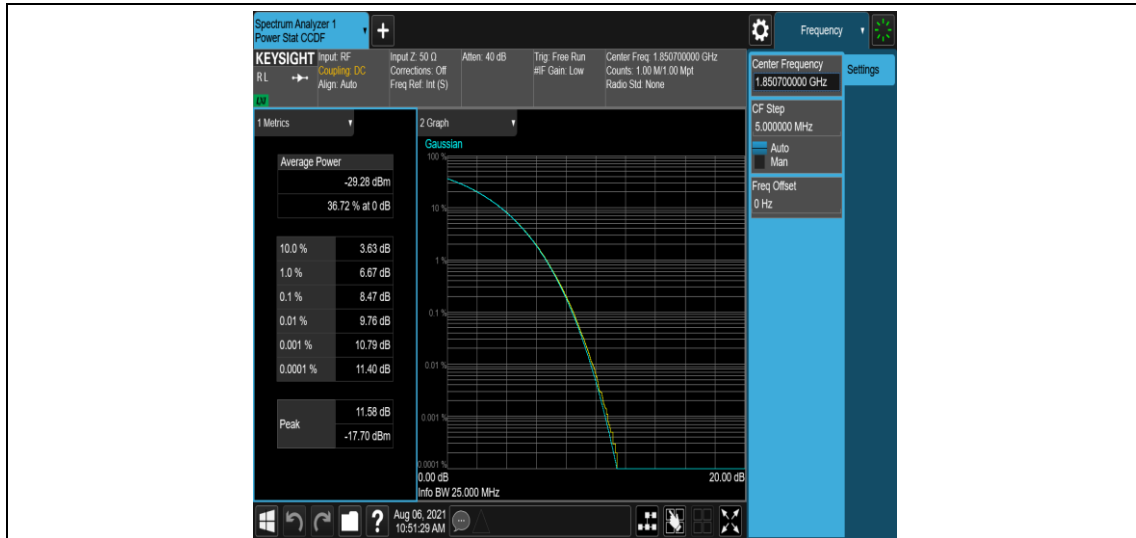 Spectrum Analyzer 1
Power Stat CCDF
+
Frequency
KEYSIGHT
RL
LXI
Input: RF
Coupling: DC
Align: Auto
Input Z: 50 Ω
Corrections: Off
Freq Ref: Int (S)
Atten: 40 dB
Trig: Free Run
#IF Gain: Low
Center Freq: 1.850700000 GHz
Counts: 1.00 M/1.00 Mpt
Radio Std: None
1 Metrics
Average Power
-29.28 dBm
36.72 % at 0 dB
10.0 % 3.63 dB
1.0 % 6.67 dB
0.1 % 8.47 dB
0.01 % 9.76 dB
0.001 % 10.79 dB
0.0001 % 11.40 dB
Peak
11.58 dB
-17.70 dBm
2 Graph
Gaussian
100 %
10 %
1 %
0.1 %
0.01 %
0.001 %
0.0001 %
0.00 dB
20.00 dB
Info BW 25.000 MHz
Center Frequency
1.850700000 GHz
Settings
CF Step
5.000000 MHz
Auto
Man
Freq Offset
0 Hz
?
Aug 06, 2021
10:51:29 AM